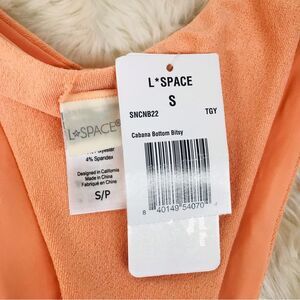 L*SPACE
S
SNCNB22 TGY
Cabana Bottom Bitsy
8 40149 54070
L*SPACE®
Polyester
4% Spandex
Designed in California
Made in China
Fabriqué en Chine
S/P